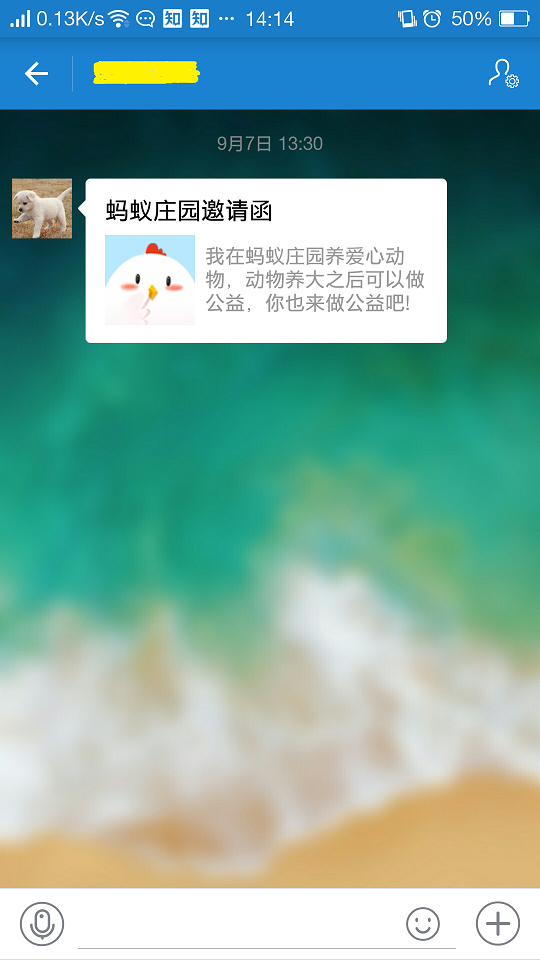 0.13K/s 知 知 ··· 14:14 50%
9月7日 13:30
蚂蚁庄园邀请函
我在蚂蚁庄园养爱心动
物，动物养大之后可以做
公益，你也来做公益吧!